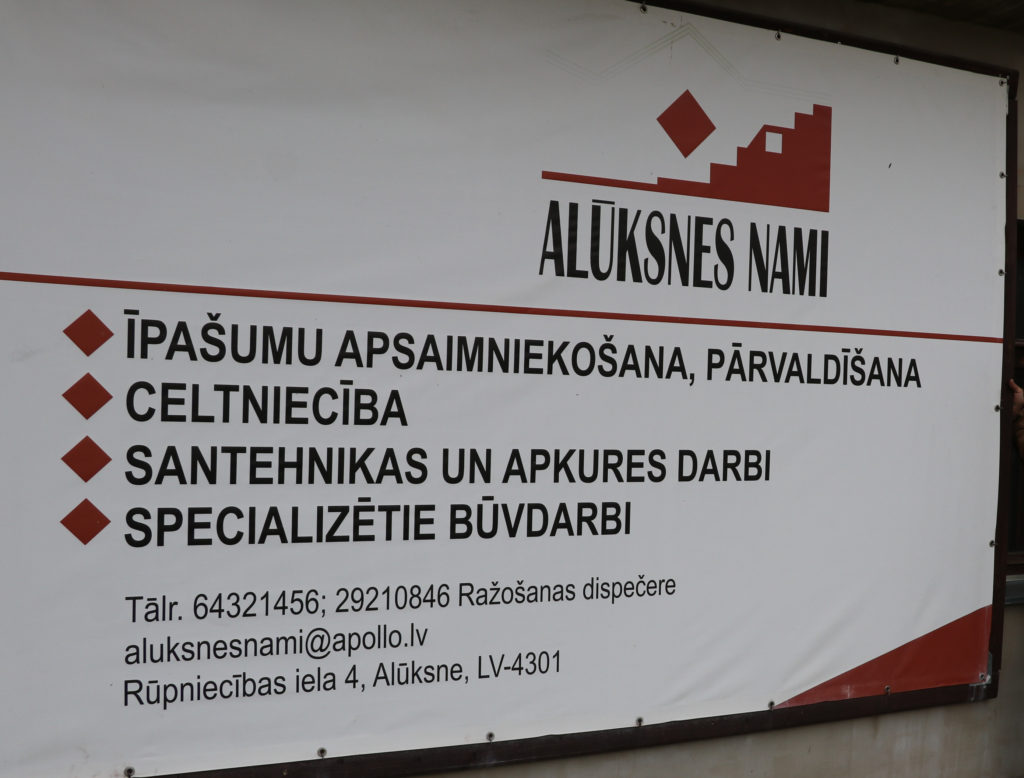 ALŪKSNES NAMI
ĪPAŠUMU APSAIMNIEKOŠANA, PĀRVALDĪŠANA
CELTNIECĪBA
SANTEHNIKAS UN APKURES DARBI
SPECIALIZĒTIE BŪVDARBI
Tālr. 64321456; 29210846 Ražošanas dispečere
aluksnesnami@apollo.lv
Rūpniecības iela 4, Alūksne, LV-4301